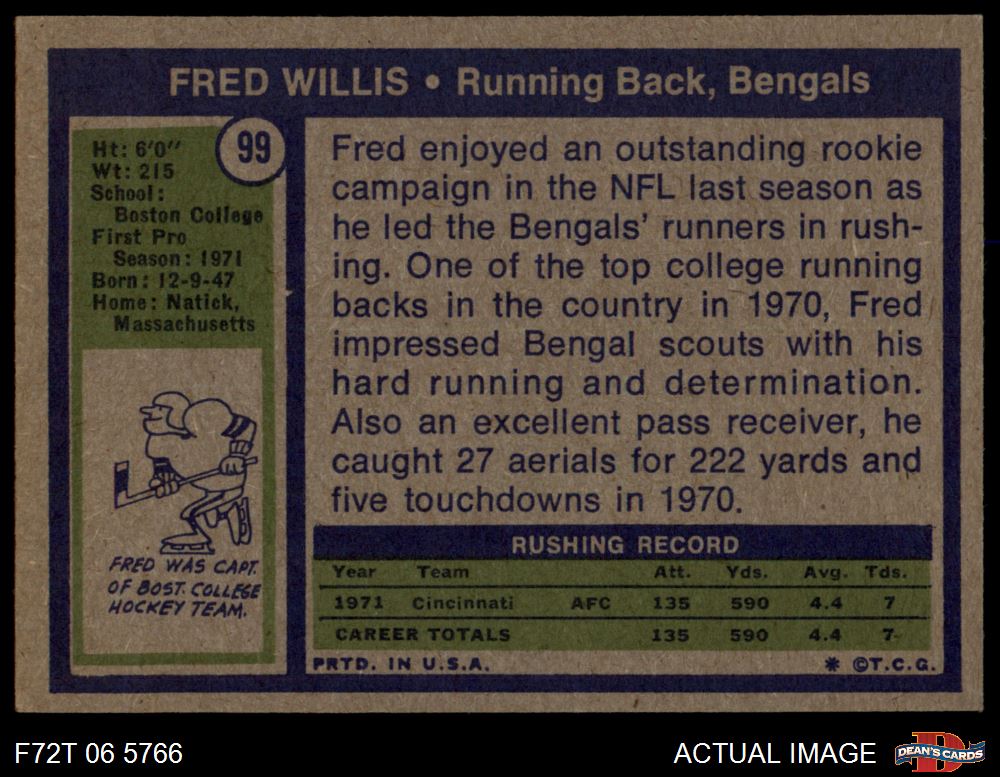 FRED WILLIS • Running Back, Bengals
99
Ht: 6'0"
Wt: 215
School:
Boston College
First Pro
Season: 1971
Born: 12-9-47
Home: Natick,
Massachusetts
FRED WAS CAPT.
OF BOST. COLLEGE
HOCKEY TEAM.
Fred enjoyed an outstanding rookie
campaign in the NFL last season as
he led the Bengals' runners in rush-
ing. One of the top college running
backs in the country in 1970, Fred
impressed Bengal scouts with his
hard running and determination.
Also an excellent pass receiver, he
caught 27 aerials for 222 yards and
five touchdowns in 1970.
RUSHING RECORD
Year Team Att. Yds. Avg. Tds.
1971 Cincinnati AFC 135 590 4.4 7
CAREER TOTALS 135 590 4.4 7
PRTD. IN U.S.A. * ©T.C.G.
F72T 06 5766 ACTUAL IMAGE D DEAN'S CARDS